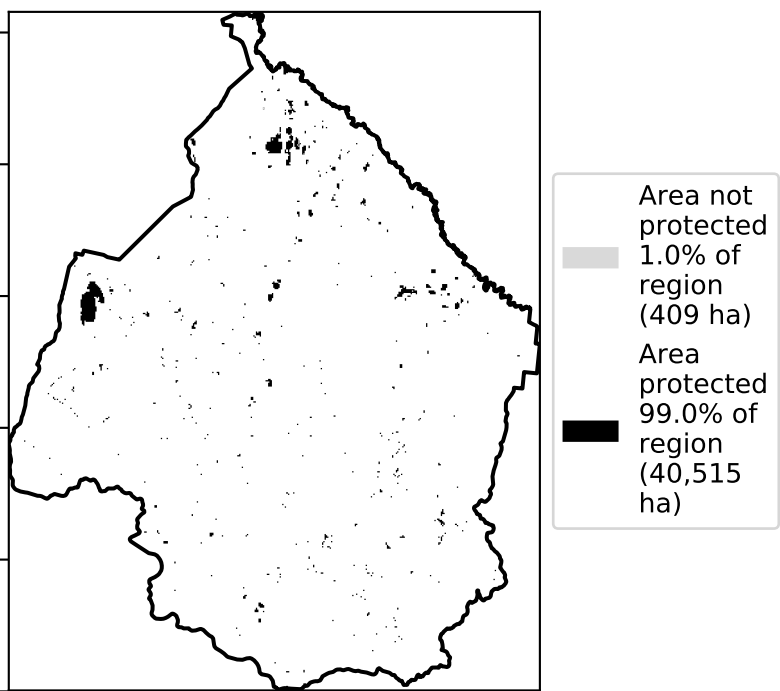 Area not
protected
1.0% of
region
(409 ha)
Area
protected
99.0% of
region
(40,515
ha)